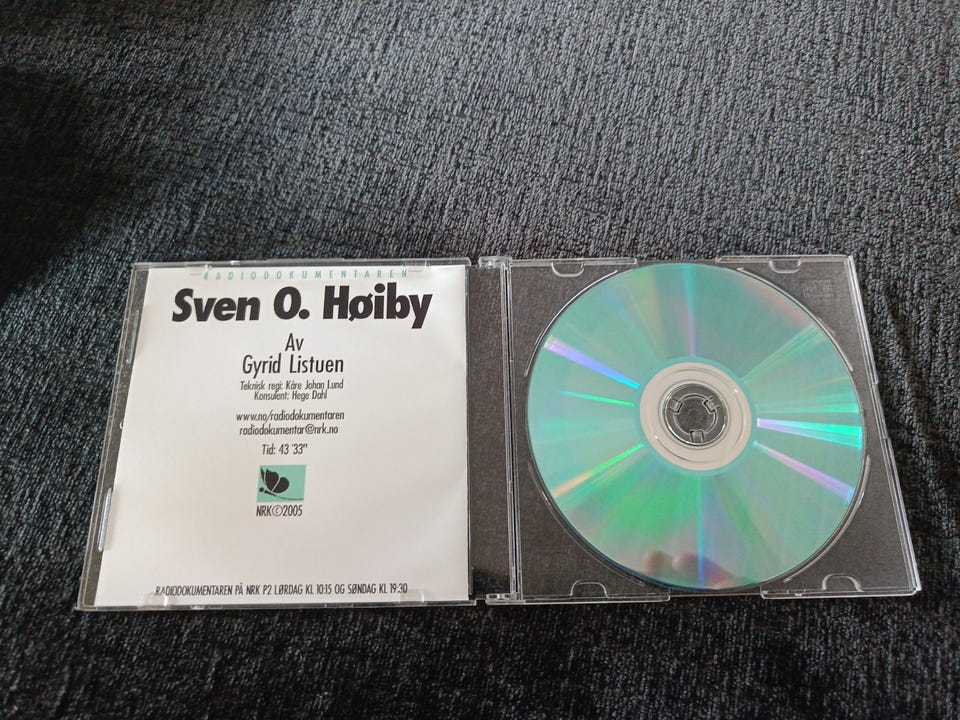 RADIODOKUMENTAREN
Sven O. Høiby
Av
Gyrid Listuen
Teknisk regi: Kåre Johan Lund
Konsulent: Hege Dahl
www.no/radiodokumentaren
radiodokumentar@nrk.no
Tid: 43 '33"
NRK©2005
RADIODOKUMENTAREN PÅ NRK P2 LØRDAG KL 10:15 OG SØNDAG KL 19:30